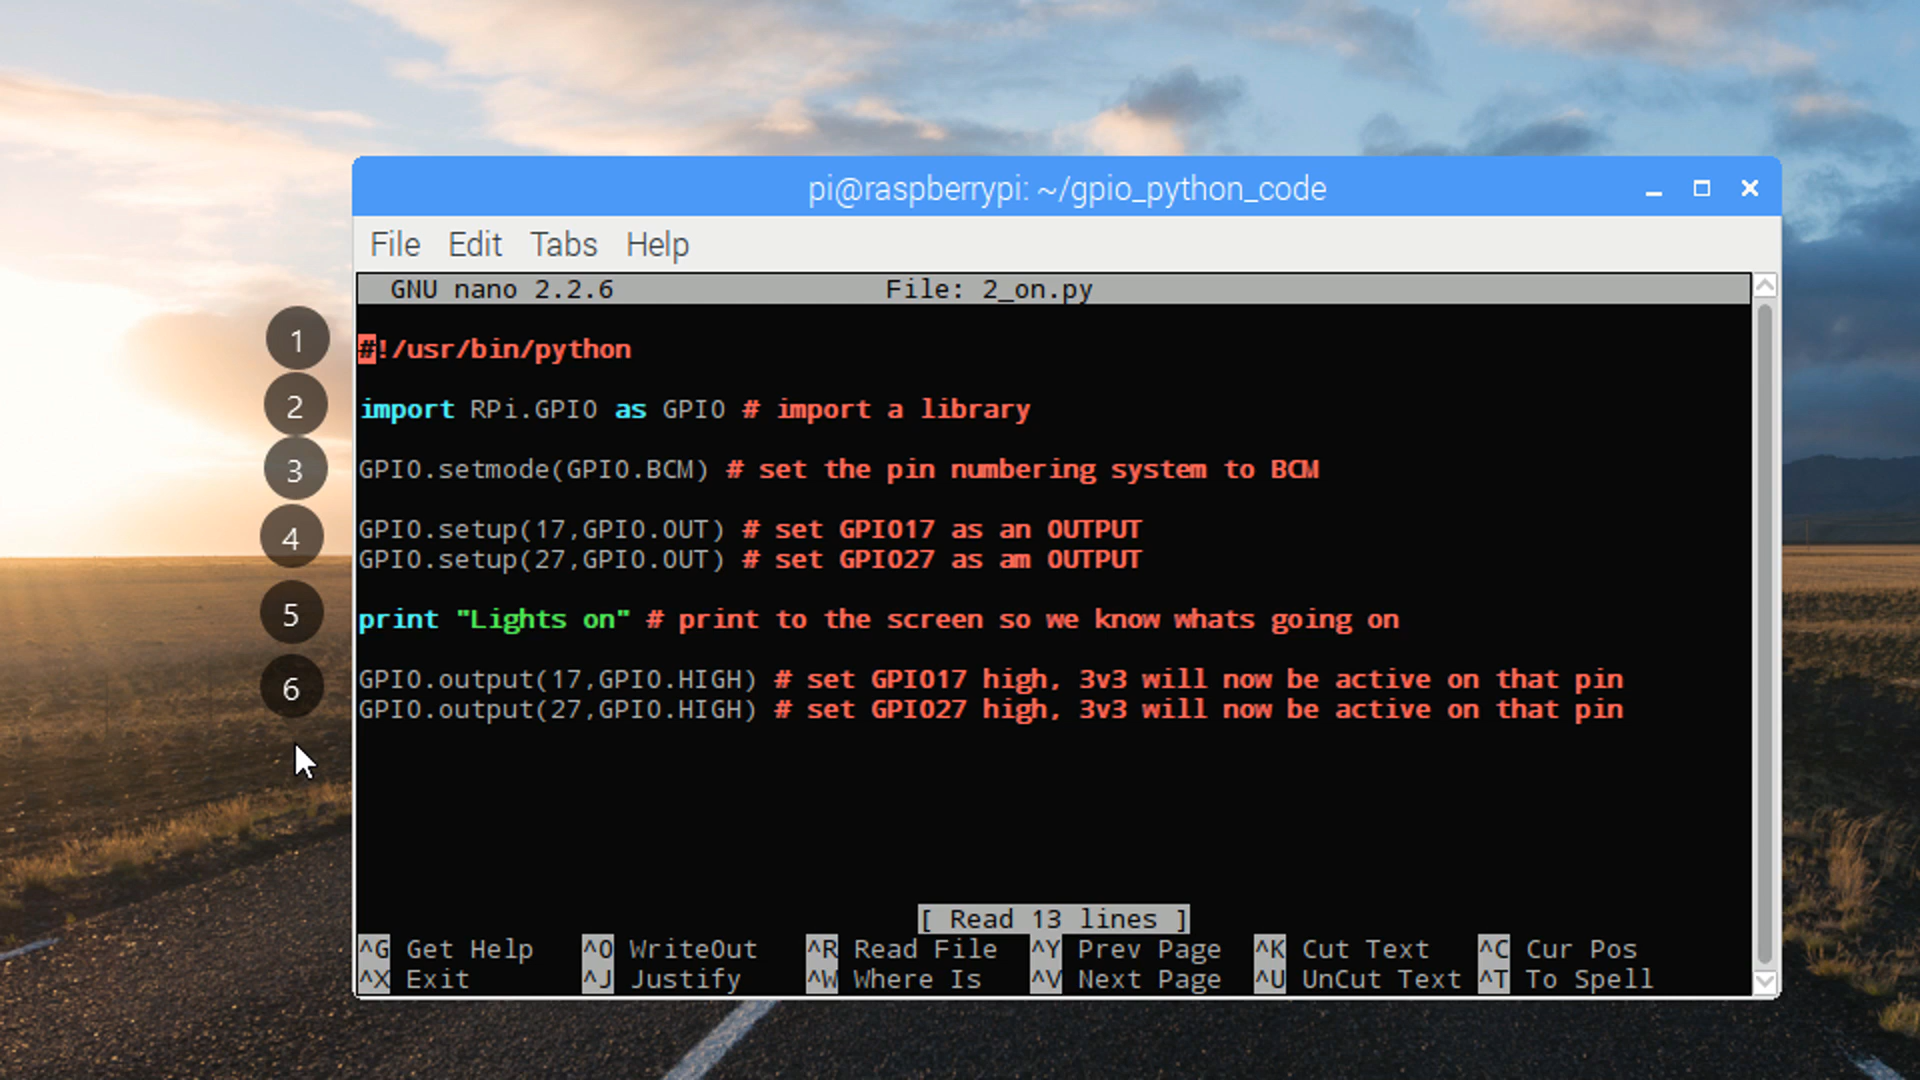 pi@raspberrypi: ~/gpio_python_code
File Edit Tabs Help
GNU nano 2.2.6 File: 2_on.py
1 #!/usr/bin/python
2 import RPi.GPIO as GPIO # import a library
3 GPIO.setmode(GPIO.BCM) # set the pin numbering system to BCM
4 GPIO.setup(17,GPIO.OUT) # set GPIO17 as an OUTPUT
GPIO.setup(27,GPIO.OUT) # set GPIO27 as am OUTPUT
5 print "Lights on" # print to the screen so we know whats going on
6 GPIO.output(17,GPIO.HIGH) # set GPIO17 high, 3v3 will now be active on that pin
GPIO.output(27,GPIO.HIGH) # set GPIO27 high, 3v3 will now be active on that pin
[ Read 13 lines ]
^G Get Help ^O WriteOut ^R Read File ^Y Prev Page ^K Cut Text ^C Cur Pos
^X Exit ^J Justify ^W Where Is ^V Next Page ^U UnCut Text ^T To Spell